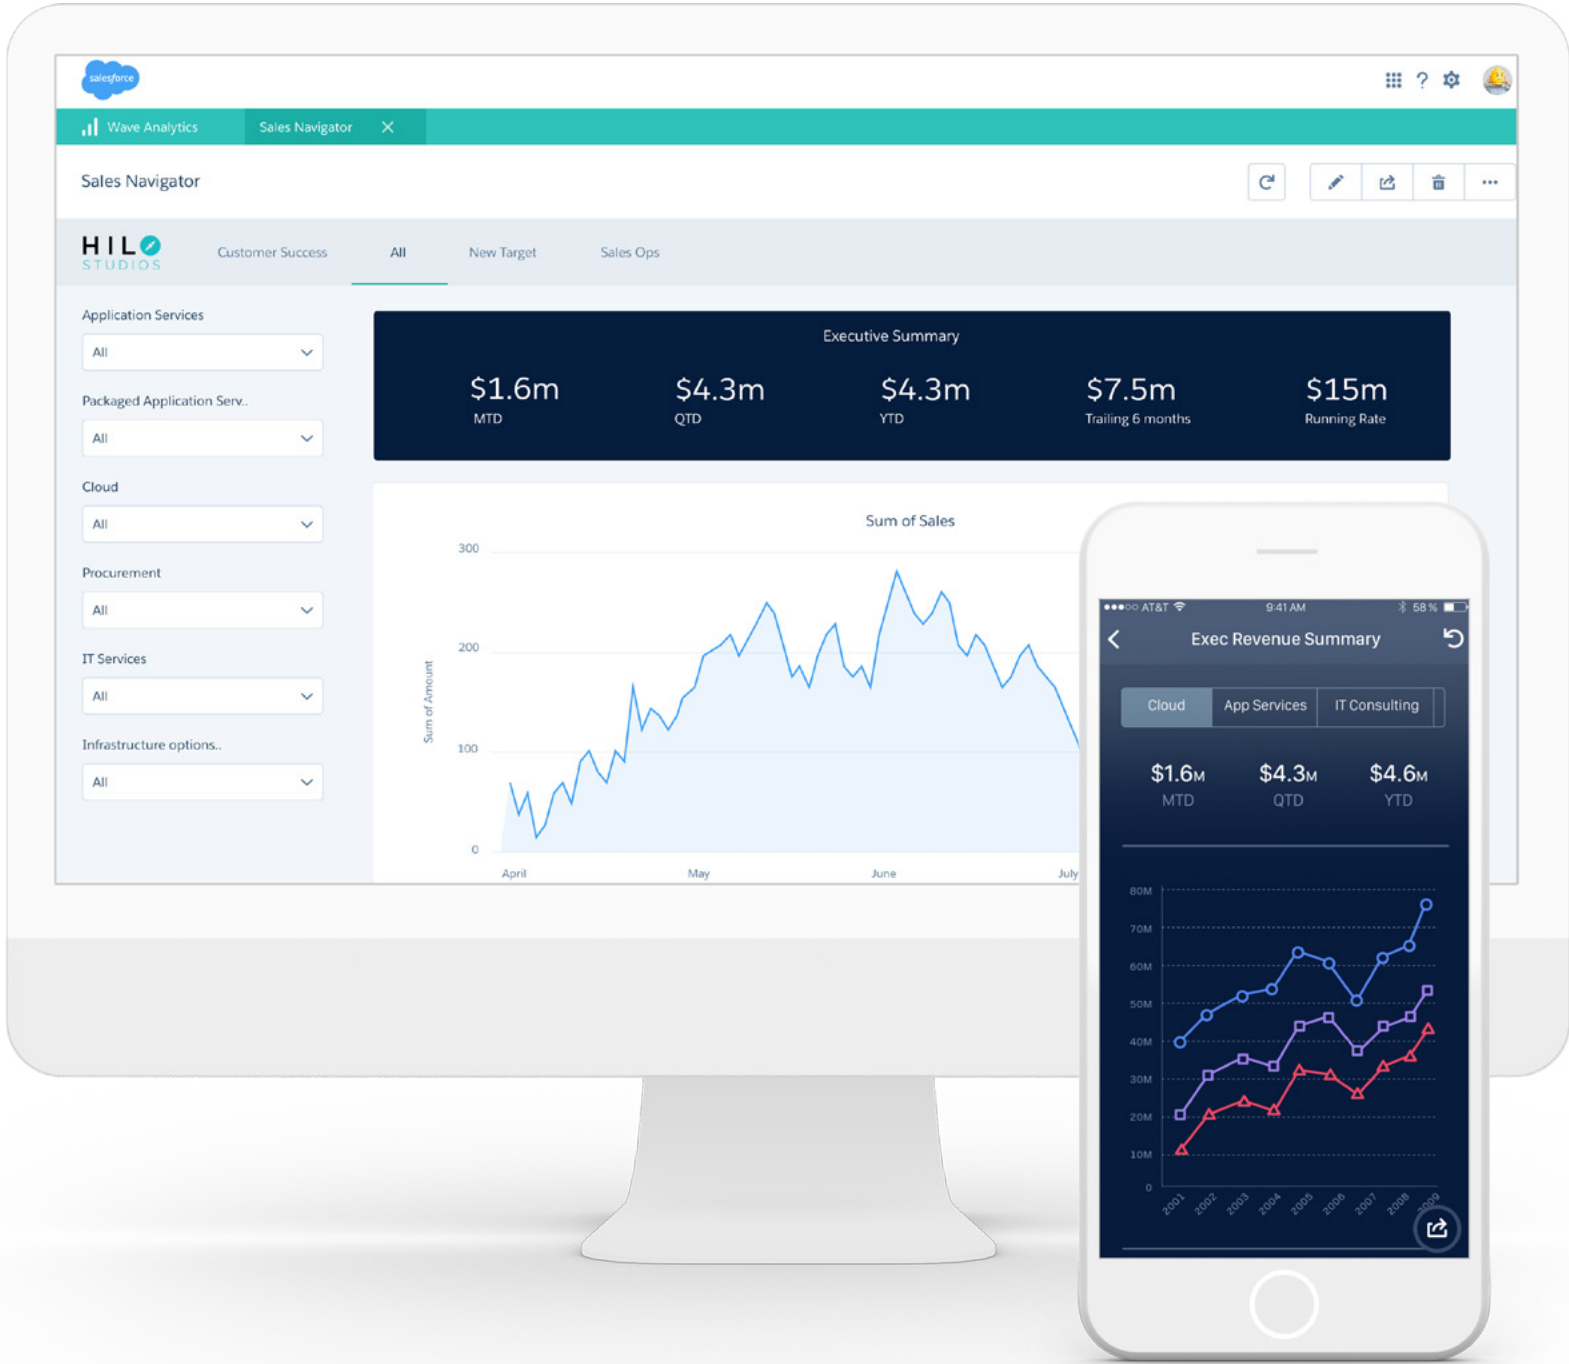 salesforce
?
Wave Analytics
Sales Navigator
Sales Navigator
HILO
STUDIOS
Customer Success
All
New Target
Sales Ops
Application Services
All
Packaged Application Serv..
All
Cloud
All
Procurement
All
IT Services
All
Infrastructure options..
All
Executive Summary
$1.6m
MTD
$4.3m
QTD
$4.3m
YTD
$7.5m
Trailing 6 months
$15m
Running Rate
Sum of Sales
Sum of Amount
300
200
100
0
April
May
June
July
AT&T
9:41 AM
58%
Exec Revenue Summary
Cloud
App Services
IT Consulting
$1.6M
MTD
$4.3M
QTD
$4.6M
YTD
80M
70M
60M
50M
40M
30M
20M
10M
0
2001
2002
2003
2004
2005
2006
2007
2008
2009